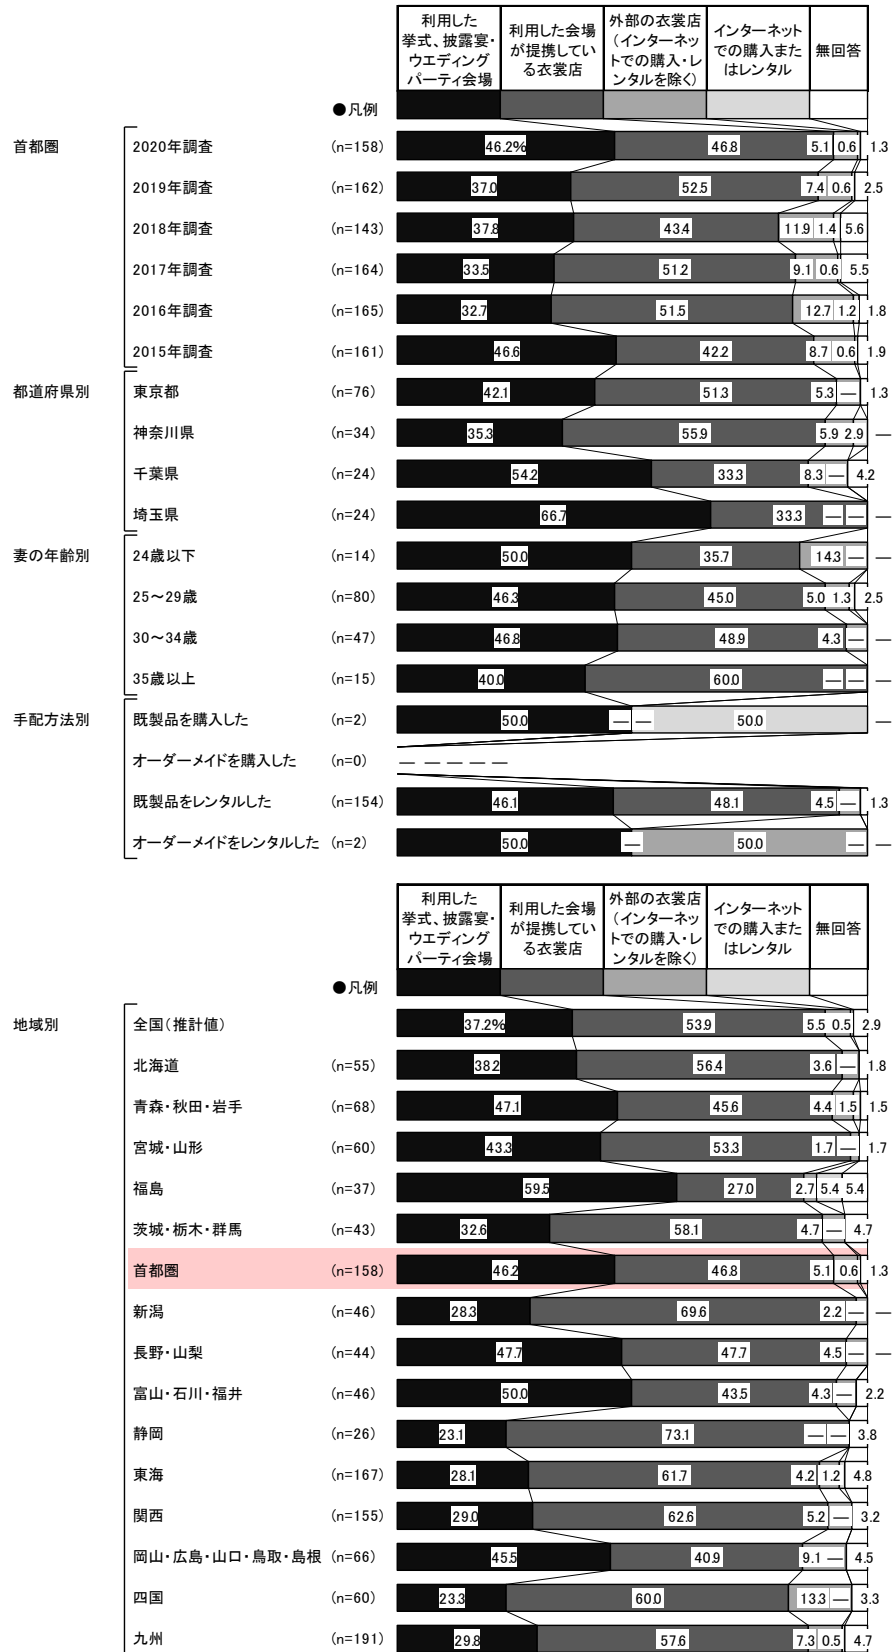 利用した
挙式、披露宴・
ウエディング
パーティ会場
利用した会場
が提携してい
る衣裳店
外部の衣裳店
（インターネッ
トでの購入・レ
ンタルを除く）
インターネット
での購入また
はレンタル
無回答
●凡例
首都圏 2020年調査 (n=158) 46.2% 46.8 5.1 0.6 1.3
2019年調査 (n=162) 37.0 52.5 7.4 0.6 2.5
2018年調査 (n=143) 37.8 43.4 11.9 1.4 5.6
2017年調査 (n=164) 33.5 51.2 9.1 0.6 5.5
2016年調査 (n=165) 32.7 51.5 12.7 1.2 1.8
2015年調査 (n=161) 46.6 42.2 8.7 0.6 1.9
都道府県別 東京都 (n=76) 42.1 51.3 5.3 — 1.3
神奈川県 (n=34) 35.3 55.9 5.9 2.9 —
千葉県 (n=24) 54.2 33.3 8.3 — 4.2
埼玉県 (n=24) 66.7 33.3 — — —
妻の年齢別 24歳以下 (n=14) 50.0 35.7 14.3 — —
25～29歳 (n=80) 46.3 45.0 5.0 1.3 2.5
30～34歳 (n=47) 46.8 48.9 4.3 — —
35歳以上 (n=15) 40.0 60.0 — — —
手配方法別 既製品を購入した (n=2) 50.0 — — 50.0 —
オーダーメイドを購入した (n=0) — — — — —
既製品をレンタルした (n=154) 46.1 48.1 4.5 — 1.3
オーダーメイドをレンタルした (n=2) 50.0 — 50.0 — —
利用した
挙式、披露宴・
ウエディング
パーティ会場
利用した会場
が提携してい
る衣裳店
外部の衣裳店
（インターネッ
トでの購入・レ
ンタルを除く）
インターネット
での購入また
はレンタル
無回答
●凡例
地域別 全国（推計値） 37.2% 53.9 5.5 0.5 2.9
北海道 (n=55) 38.2 56.4 3.6 — 1.8
青森・秋田・岩手 (n=68) 47.1 45.6 4.4 1.5 1.5
宮城・山形 (n=60) 43.3 53.3 1.7 — 1.7
福島 (n=37) 59.5 27.0 2.7 5.4 5.4
茨城・栃木・群馬 (n=43) 32.6 58.1 4.7 — 4.7
首都圏 (n=158) 46.2 46.8 5.1 0.6 1.3
新潟 (n=46) 28.3 69.6 2.2 — —
長野・山梨 (n=44) 47.7 47.7 4.5 — —
富山・石川・福井 (n=46) 50.0 43.5 4.3 — 2.2
静岡 (n=26) 23.1 73.1 — — 3.8
東海 (n=167) 28.1 61.7 4.2 1.2 4.8
関西 (n=155) 29.0 62.6 5.2 — 3.2
岡山・広島・山口・鳥取・島根 (n=66) 45.5 40.9 9.1 — 4.5
四国 (n=60) 23.3 60.0 13.3 — 3.3
九州 (n=191) 29.8 57.6 7.3 0.5 4.7